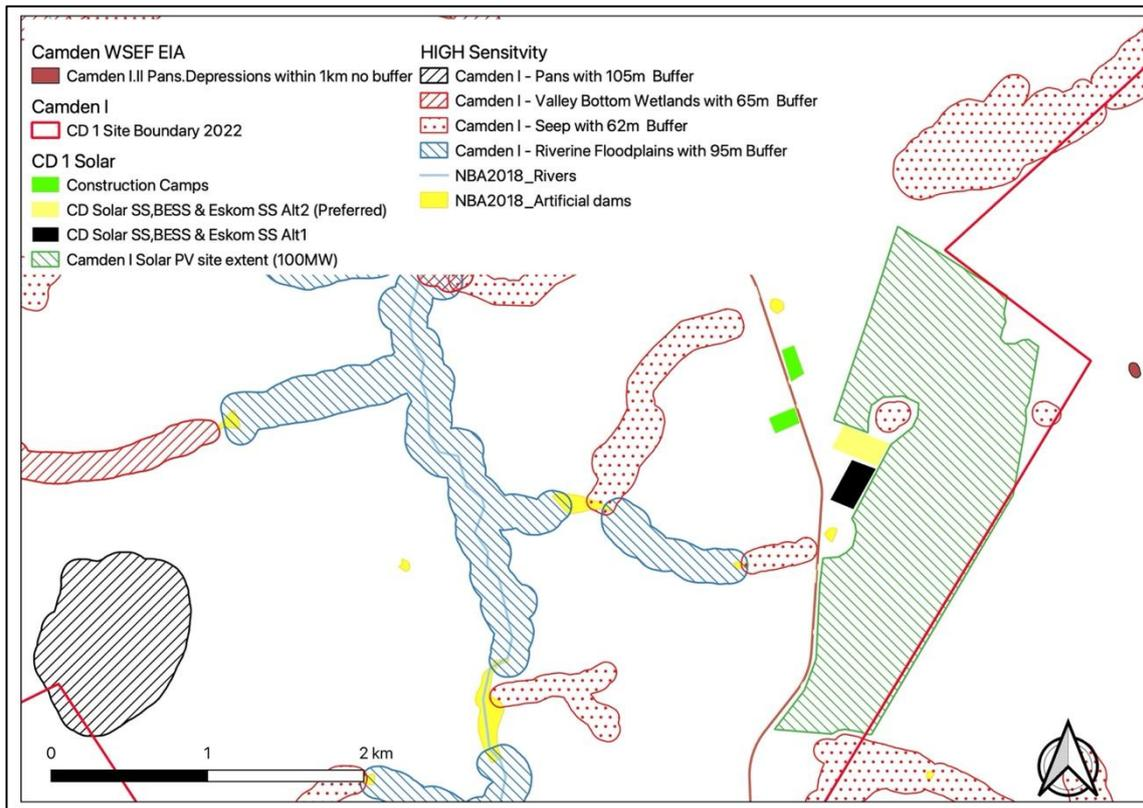 Camden WSEF EIA
Camden I.II Pans.Depressions within 1km no buffer
Camden I
CD 1 Site Boundary 2022
CD 1 Solar
Construction Camps
CD Solar SS,BESS & Eskom SS Alt2 (Preferred)
CD Solar SS,BESS & Eskom SS Alt1
Camden I Solar PV site extent (100MW)
HIGH Sensitvity
Camden I - Pans with 105m Buffer
Camden I - Valley Bottom Wetlands with 65m Buffer
Camden I - Seep with 62m Buffer
Camden I - Riverine Floodplains with 95m Buffer
NBA2018_Rivers
NBA2018_Artificial dams
0 1 2 km